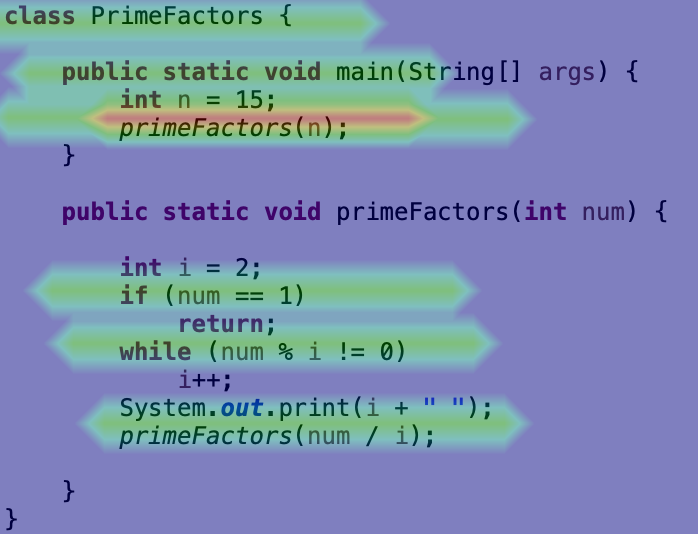 class PrimeFactors {
public static void main(String[] args) {
int n = 15;
primeFactors(n);
}
public static void primeFactors(int num) {
int i = 2;
if (num == 1)
return;
while (num % i != 0)
i++;
System.out.print(i + " ");
primeFactors(num / i);
}
}